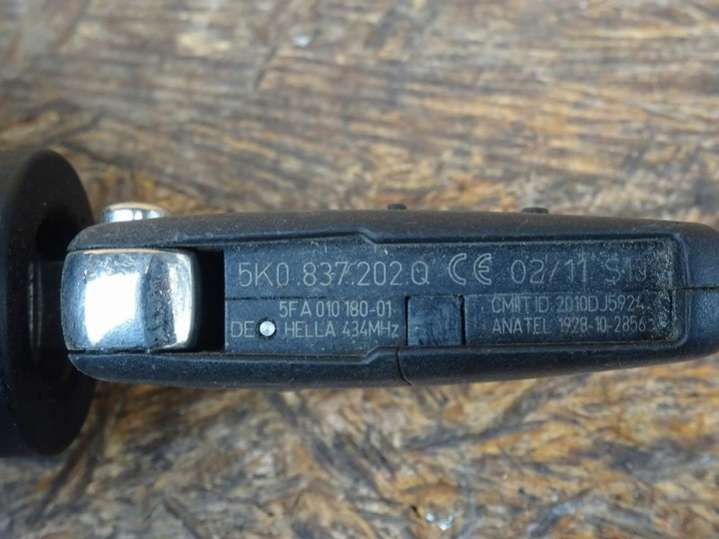 5K0 837.202.Q CE 02/11
5FA 010 180-01
DE HELLA 434MHz
CMIIT ID: 2010DJ5924
ANATEL 1928-10-2856